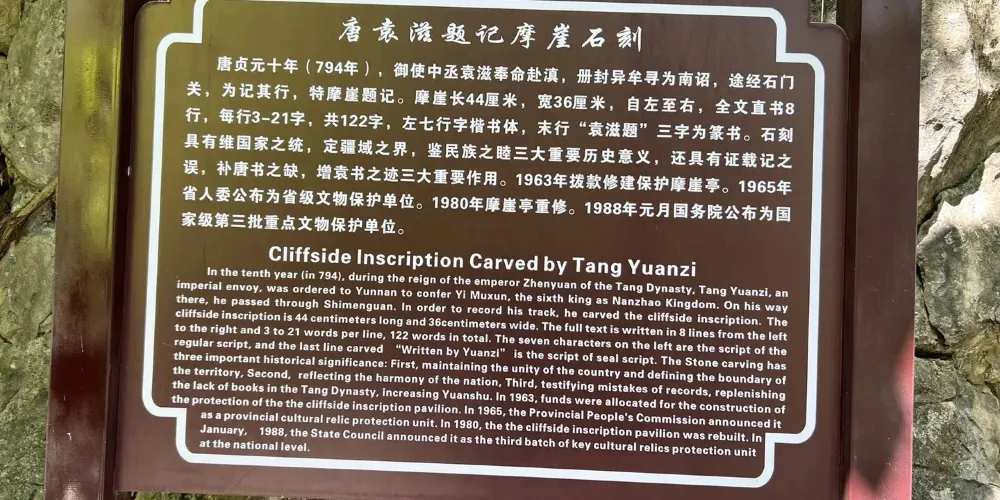 唐袁滋题记摩崖石刻
唐贞元十年（794年），御使中丞袁滋奉命赴滇，册封异牟寻为南诏，途经石门
关，为记其行，特摩崖题记。摩崖长44厘米，宽36厘米，自左至右，全文直书8
行，每行3-21字，共122字，左七行字楷书体，末行“袁滋题”三字为篆书。石刻
具有维国家之统，定疆域之界，鉴民族之睦三大重要历史意义，还具有证载记之
误，补唐书之缺，增袁书之迹三大重要作用。1963年拨款修建保护摩崖亭。1965年
省人委公布为省级文物保护单位。1980年摩崖亭重修。1988年元月国务院公布为国
家级第三批重点文物保护单位。
Cliffside Inscription Carved by Tang Yuanzi
In the tenth year (in 794), during the reign of the emperor Zhenyuan of the Tang Dynasty, Tang Yuanzi, an
imperial envoy, was ordered to Yunnan to confer Yi Muxun, the sixth king as Nanzhao Kingdom. On his way
there, he passed through Shimenguan. In order to record his track, he carved the cliffside inscription. The
cliffside inscription is 44 centimeters long and 36centimeters wide. The full text is written in 8 lines from the left
to the right and 3 to 21 words per line, 122 words in total. The seven characters on the left are the script of the
regular script, and the last line carved “Written by Yuanzi” is the script of seal script. The Stone carving has
three important historical significance: First, maintaining the unity of the country and defining the boundary of
the territory, Second, reflecting the harmony of the nation, Third, testifying mistakes of records, replenishing
the lack of books in the Tang Dynasty, Increasing Yuanshu. In 1963, funds were allocated for the construction of
the protection of the the cliffside inscription pavilion. In 1965, the Provincial People's Commission announced it
as a provincial cultural relic protection unit. In 1980, the the cliffside inscription pavilion was rebuilt. In
January, 1988, the State Council announced it as the third batch of key cultural relics protection unit
at the national level.